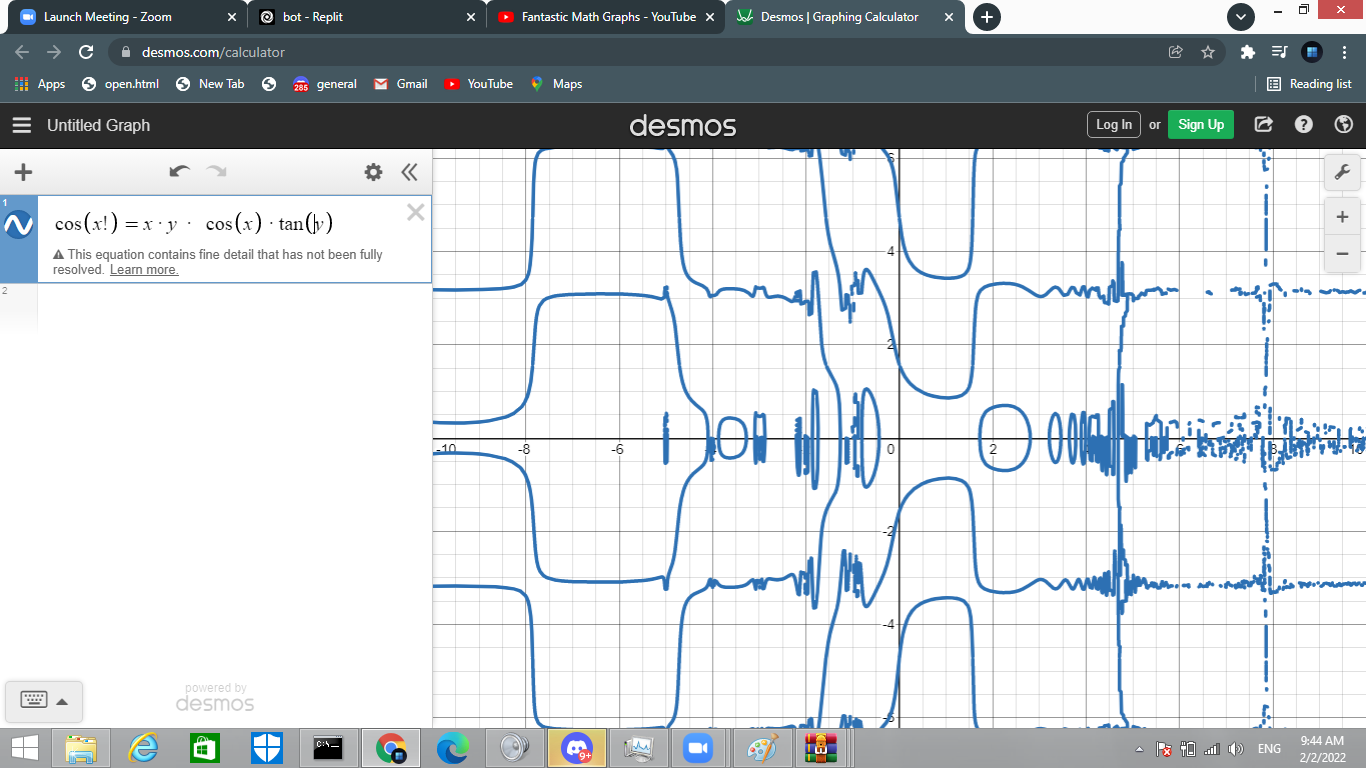 Launch Meeting - Zoom
bot - Replit
Fantastic Math Graphs - YouTube
Desmos | Graphing Calculator
desmos.com/calculator
Apps
open.html
New Tab
285
general
Gmail
YouTube
Maps
Reading list
Untitled Graph
desmos
Log In or Sign Up
1
cos(x!) = x · y · cos(x) · tan(y)
This equation contains fine detail that has not been fully
resolved. Learn more.
2
6
4
2
-10 -8 -6 -4 -2 0 2 4 6 8 10
-2
-4
-6
powered by
desmos
C:\
9+
ENG
9:44 AM
2/2/2022